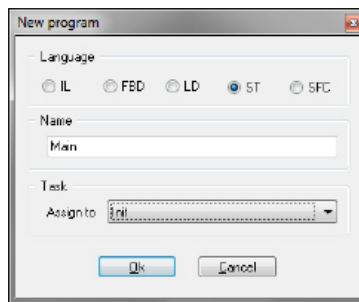 New program
Language
IL FBD LD ST SFC
Name
Main
Task
Assign to Init
Ok Cancel